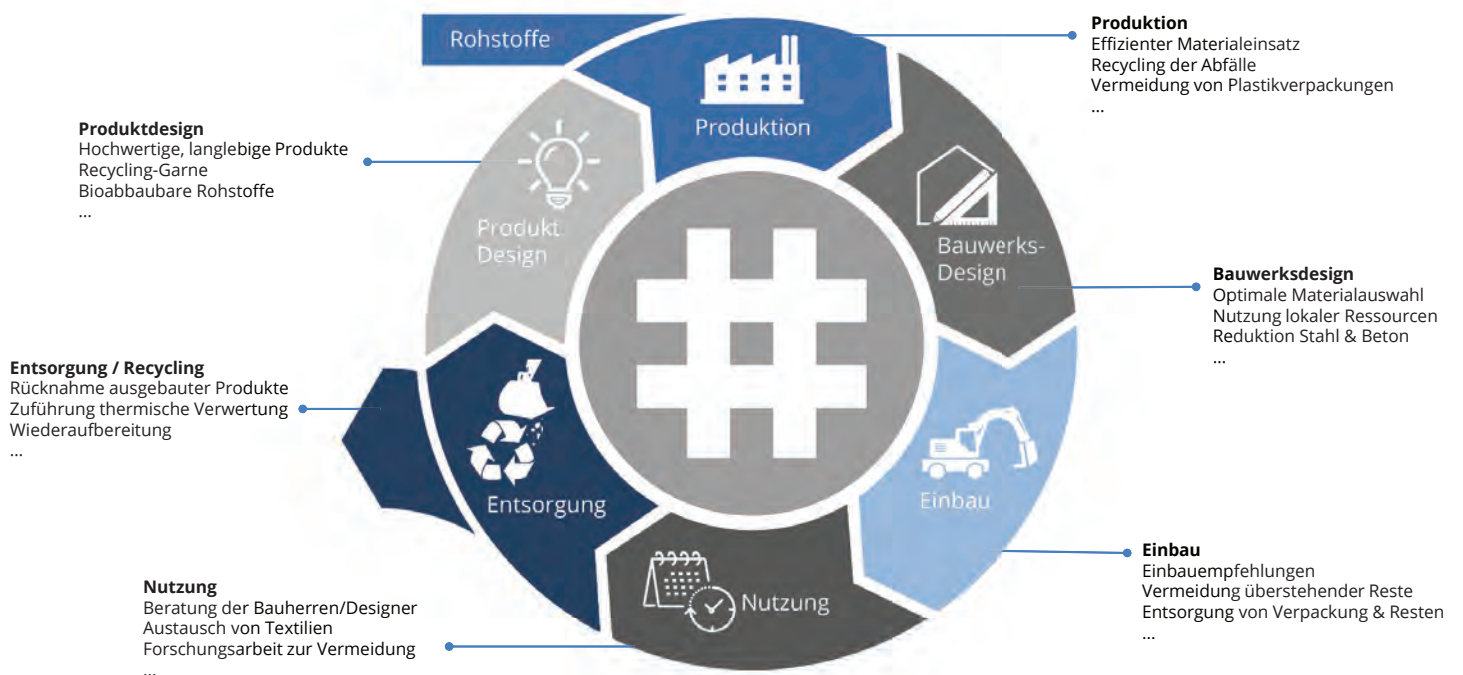 Rohstoffe
Produktion
Produktion
Effizienter Materialeinsatz
Recycling der Abfälle
Vermeidung von Plastikverpackungen
...
Produktdesign
Hochwertige, langlebige Produkte
Recycling-Garne
Bioabbaubare Rohstoffe
...
Produkt
Design
Bauwerks-
Design
Bauwerksdesign
Optimale Materialauswahl
Nutzung lokaler Ressourcen
Reduktion Stahl & Beton
...
Entsorgung / Recycling
Rücknahme ausgebauter Produkte
Zuführung thermische Verwertung
Wiederaufbereitung
...
Entsorgung
Einbau
Einbau
Einbauempfehlungen
Vermeidung überstehender Reste
Entsorgung von Verpackung & Resten
...
Nutzung
Nutzung
Beratung der Bauherren/Designer
Austausch von Textilien
Forschungsarbeit zur Vermeidung
...